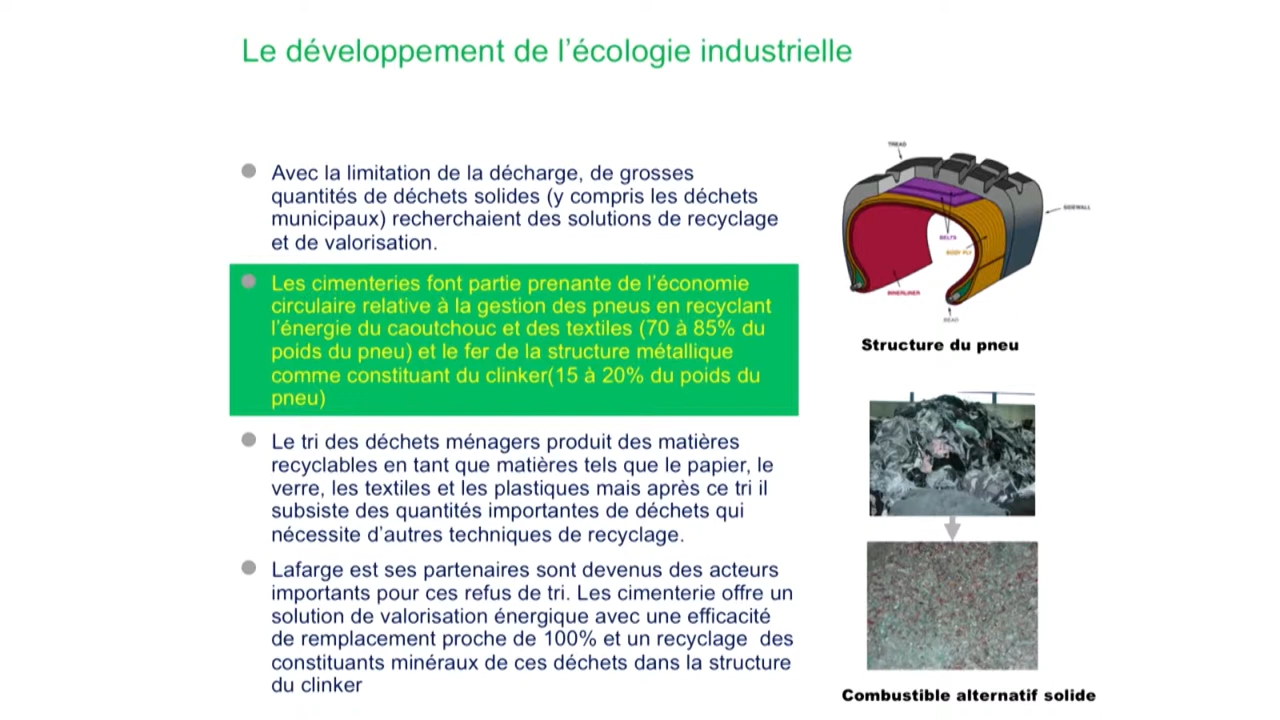 Le développement de l'écologie industrielle
Avec la limitation de la décharge, de grosses
quantités de déchets solides (y compris les déchets
municipaux) recherchaient des solutions de recyclage
et de valorisation.
Les cimenteries font partie prenante de l'économie
circulaire relative à la gestion des pneus en recyclant
l'énergie du caoutchouc et des textiles (70 à 85% du
poids du pneu) et le fer de la structure métallique
comme constituant du clinker(15 à 20% du poids du
pneu)
Le tri des déchets ménagers produit des matières
recyclables en tant que matières tels que le papier, le
verre, les textiles et les plastiques mais après ce tri il
subsiste des quantités importantes de déchets qui
nécessite d'autres techniques de recyclage.
Lafarge est ses partenaires sont devenus des acteurs
importants pour ces refus de tri. Les cimenterie offre un
solution de valorisation énergique avec une efficacité
de remplacement proche de 100% et un recyclage des
constituants minéraux de ces déchets dans la structure
du clinker
TREAD
SIDEWALL
BELTS
BODY PLY
INNERLINER
BEAD
Structure du pneu
Combustible alternatif solide